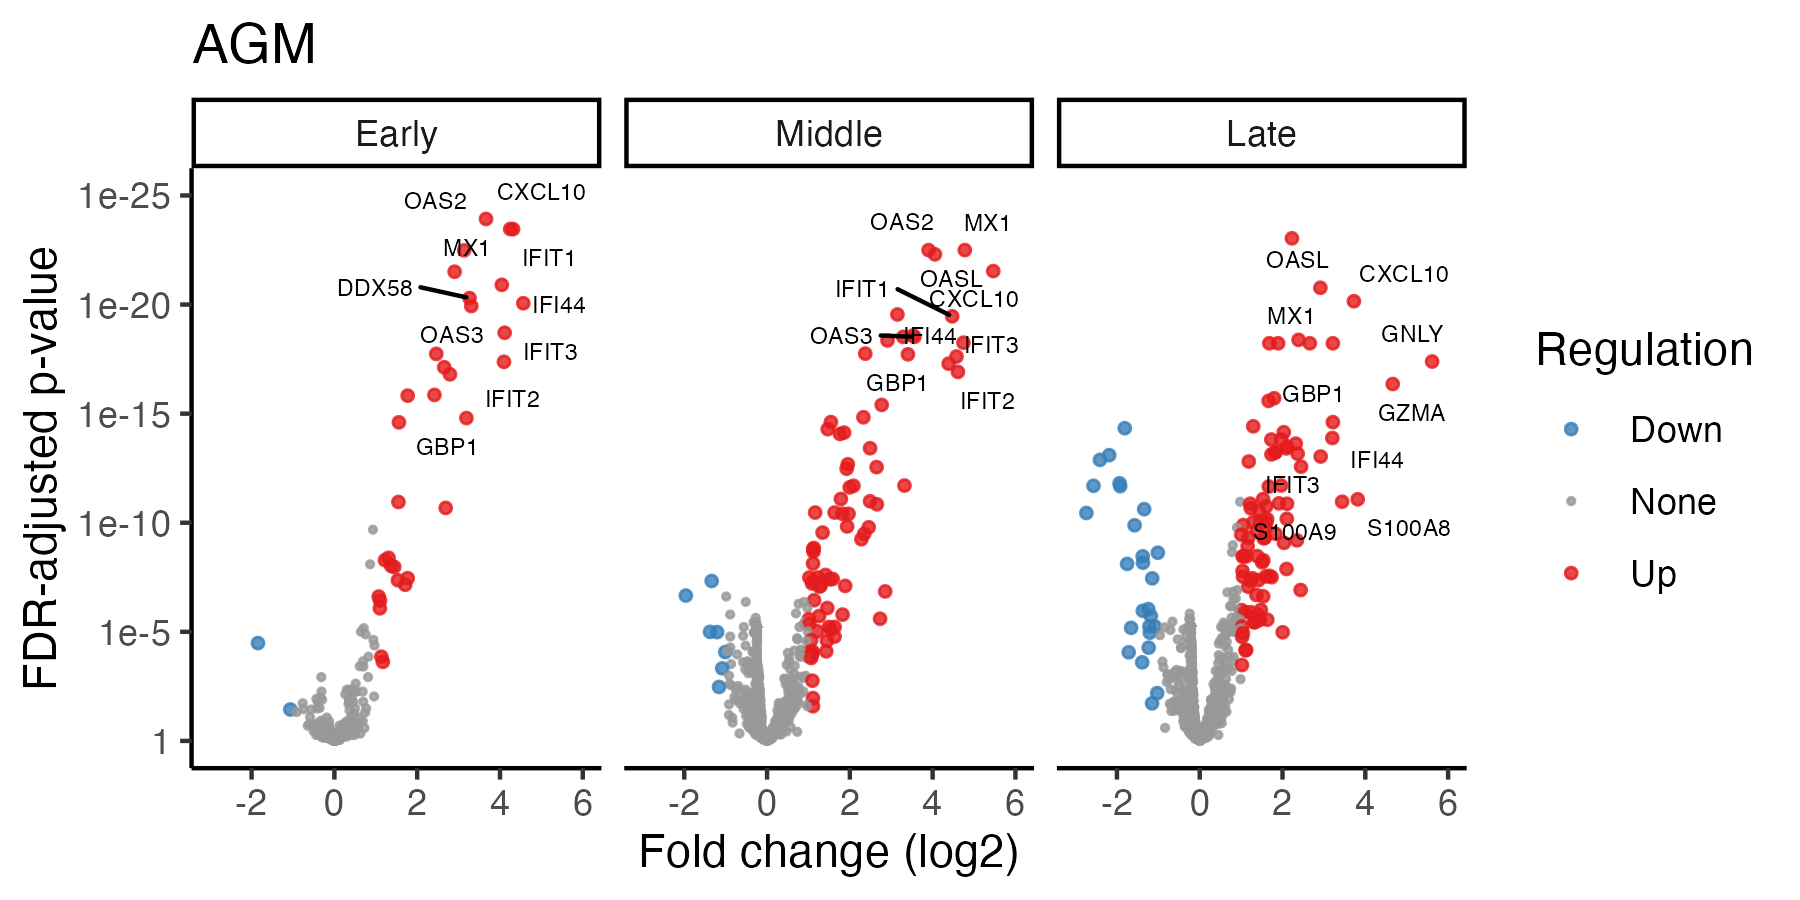 AGM
Early
Middle
Late
FDR-adjusted p-value
1e-25
1e-20
1e-15
1e-10
1e-5
1
OAS2
CXCL10
MX1
IFIT1
DDX58
IFI44
OAS3
IFIT3
IFIT2
GBP1
OAS2
MX1
OASL
IFIT1
CXCL10
OAS3
IFI44
IFIT3
GBP1
IFIT2
OASL
CXCL10
MX1
GNLY
GBP1
GZMA
IFI44
IFIT3
S100A9
S100A8
-2 0 2 4 6
-2 0 2 4 6
-2 0 2 4 6
Fold change (log2)
Regulation
Down
None
Up